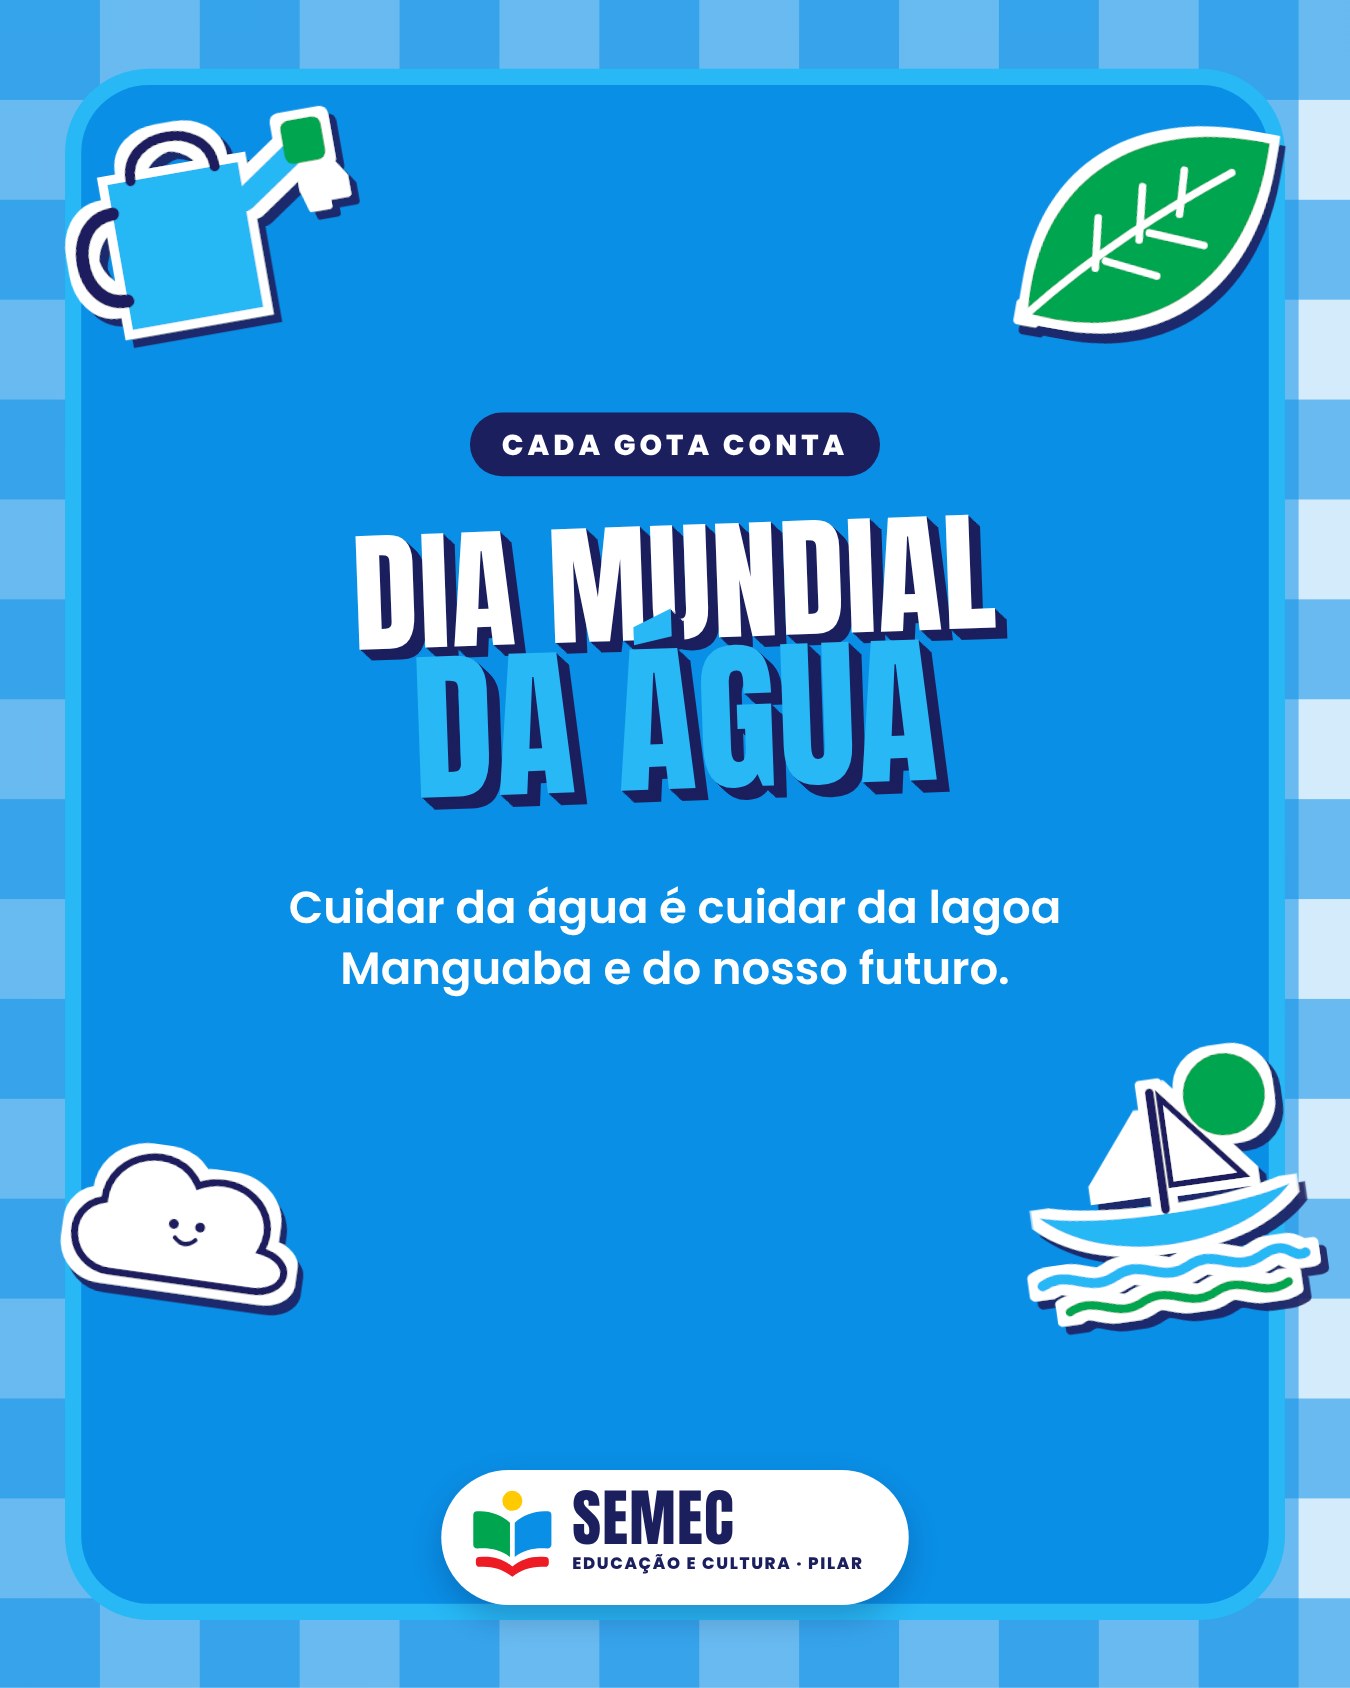 CADA GOTA CONTA
DIA MUNDIAL
DA ÁGUA
Cuidar da água é cuidar da lagoa
Manguaba e do nosso futuro.
SEMEC
EDUCAÇÃO E CULTURA · PILAR